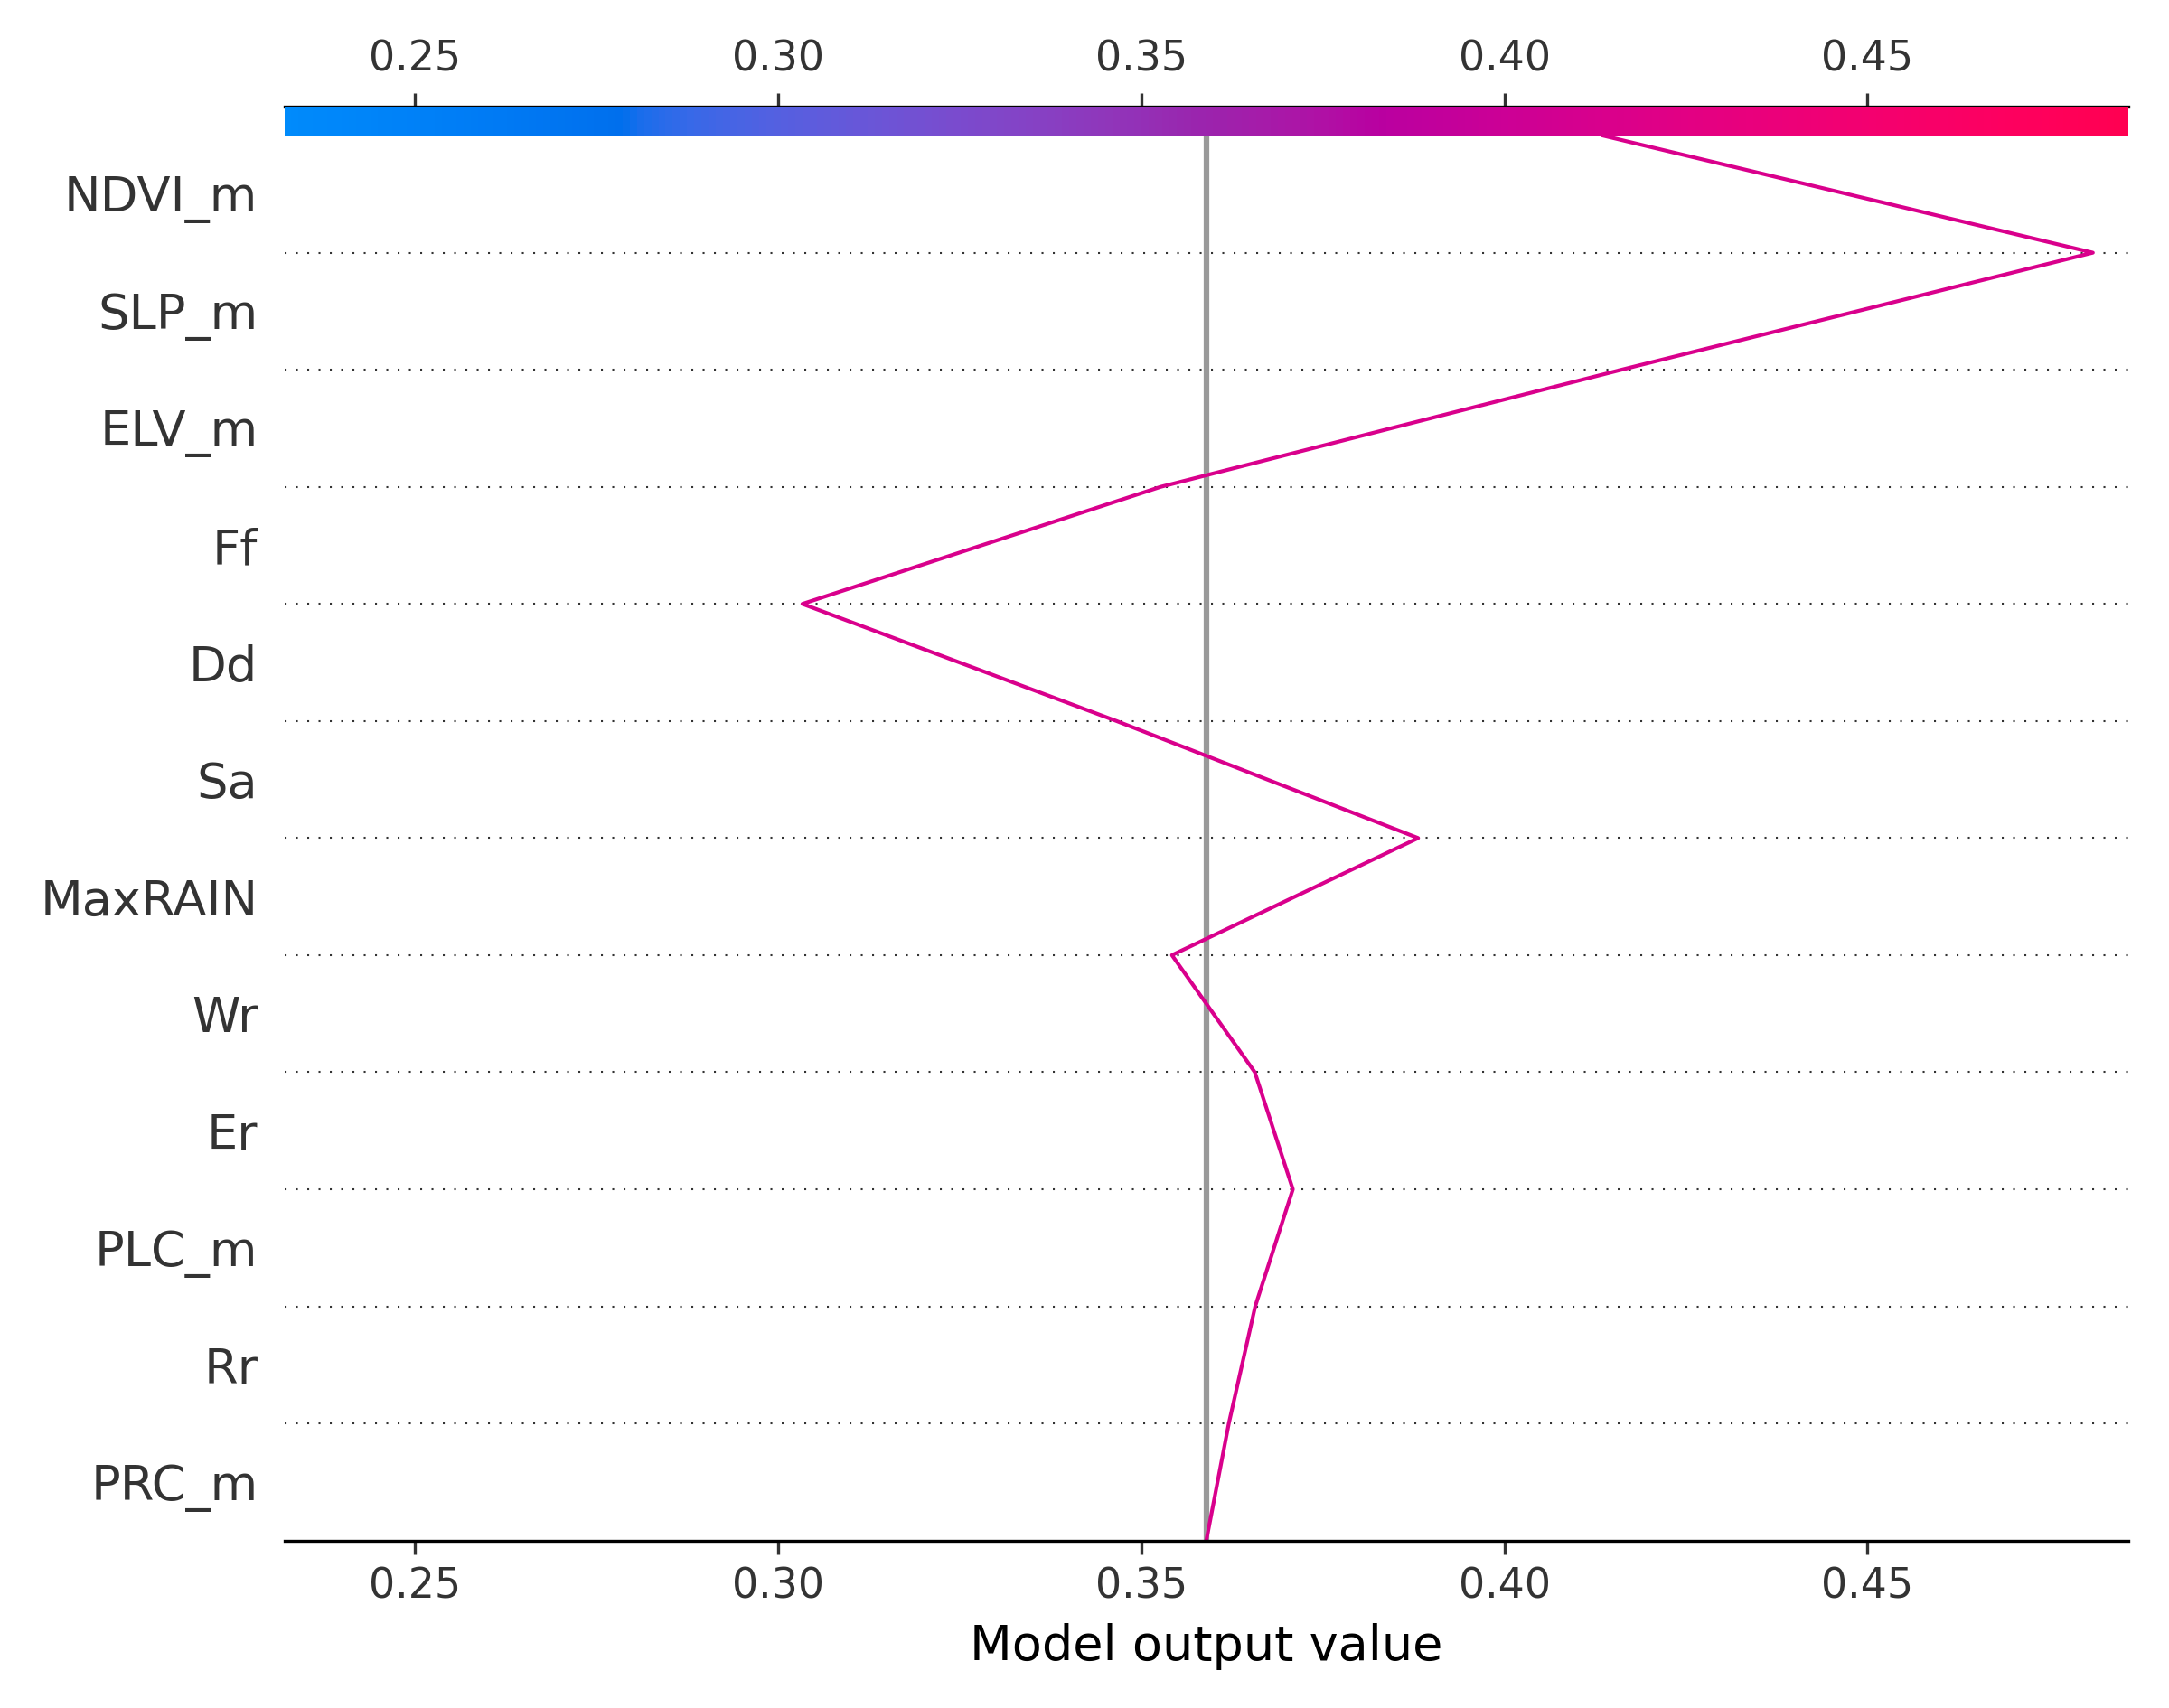 0.25 0.30 0.35 0.40 0.45
NDVI_m
SLP_m
ELV_m
Ff
Dd
Sa
MaxRAIN
Wr
Er
PLC_m
Rr
PRC_m
0.25 0.30 0.35 0.40 0.45
Model output value